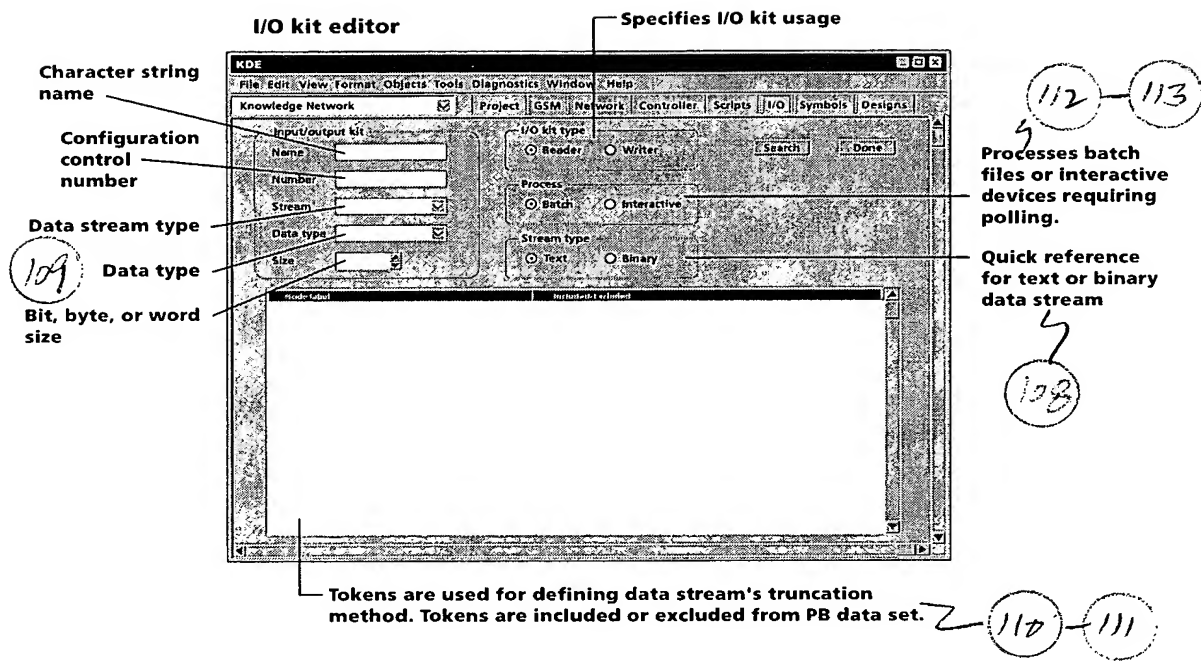 I/O kit editor
Specifies I/O kit usage
Character string
name
Configuration
control
number
Data stream type
109
Data type
Bit, byte, or word
size
KDE
File Edit View Format Objects Tools Diagnostics Window Help
Knowledge Network
Project GSM Network Controller Scripts I/O Symbols Designs
Input/output kit
Name
Number
Stream
Data type
Size
I/O kit type
Reader Writer
Search Done
Process
Batch Interactive
Stream type
Text Binary
Node label Included/Excluded
112 - 113
Processes batch
files or interactive
devices requiring
polling.
Quick reference
for text or binary
data stream
108
Tokens are used for defining data stream's truncation
method. Tokens are included or excluded from PB data set.
110 - 111